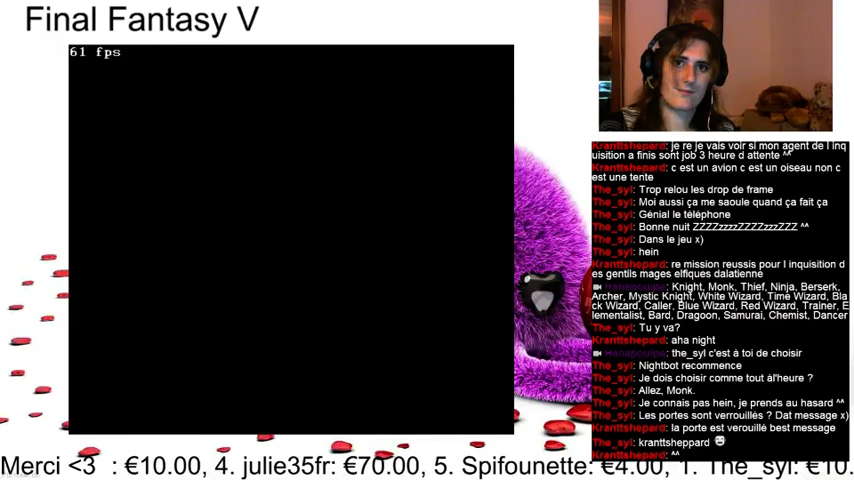 Final Fantasy V
61 fps
Kranttshepard: je re je vais voir si mon agent de l inq
uisition a finis sont job 3 heure d attente ^^
Kranttshepard: c est un avion c est un oiseau non c
est une tente
The_syl: Trop relou les drop de frame
The_syl: Moi aussi ça me saoule quand ça fait ça
The_syl: Génial le téléphone
The_syl: Bonne nuit ZZZZzzzzZZZZzzzZZZ ^^
The_syl: Dans le jeu x)
The_syl: hein
Kranttshepard: re mission reussis pour l inquisition d
es gentils mages elfiques dalatienne
Hanapoulpe: Knight, Monk, Thief, Ninja, Berserk,
Archer, Mystic Knight, White Wizard, Time Wizard, Bla
ck Wizard, Caller, Blue Wizard, Red Wizard, Trainer, E
lementalist, Bard, Dragoon, Samurai, Chemist, Dancer
The_syl: Tu y va?
Kranttshepard: aha night
Hanapoulpe: the_syl c'est à toi de choisir
The_syl: Nightbot recommence
The_syl: Je dois choisir comme tout àl'heure ?
The_syl: Allez, Monk.
The_syl: Je connais pas hein, je prends au hasard ^^
The_syl: Les portes sont verrouillés ? Dat message x)
Kranttshepard: la porte est verouillé best message
The_syl: kranttsheppard
Kranttshepard: ^^
Merci <3 : €10.00, 4. julie35fr: €70.00, 5. Spifounette: €4.00, 1. The_syl: €10.